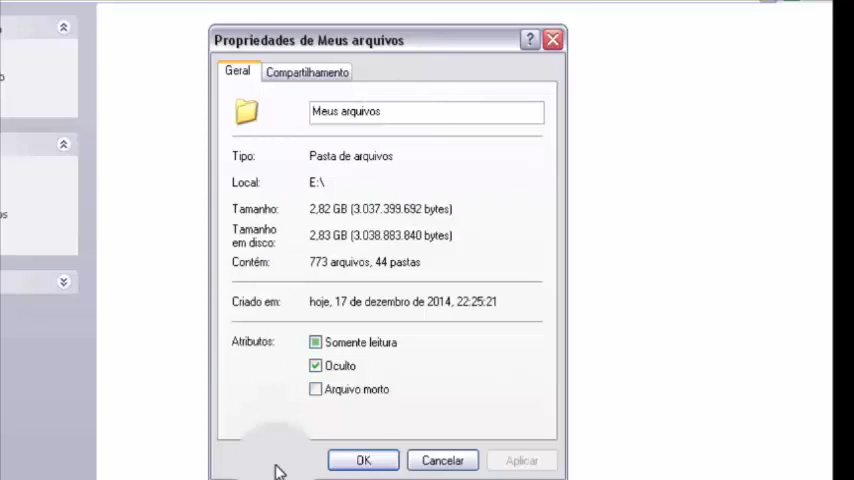 Propriedades de Meus arquivos
Geral Compartilhamento
Meus arquivos
Tipo: Pasta de arquivos
Local: E:\
Tamanho: 2,82 GB (3.037.399.692 bytes)
Tamanho em disco: 2,83 GB (3.038.883.840 bytes)
Contém: 773 arquivos, 44 pastas
Criado em: hoje, 17 de dezembro de 2014, 22:25:21
Atributos: Somente leitura
Oculto
Arquivo morto
OK Cancelar Aplicar